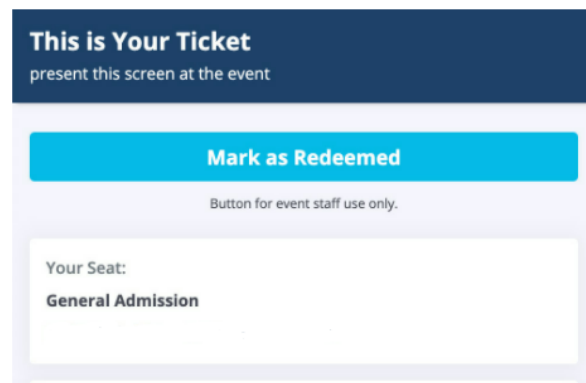 This is Your Ticket
present this screen at the event
Mark as Redeemed
Button for event staff use only.
Your Seat:
General Admission